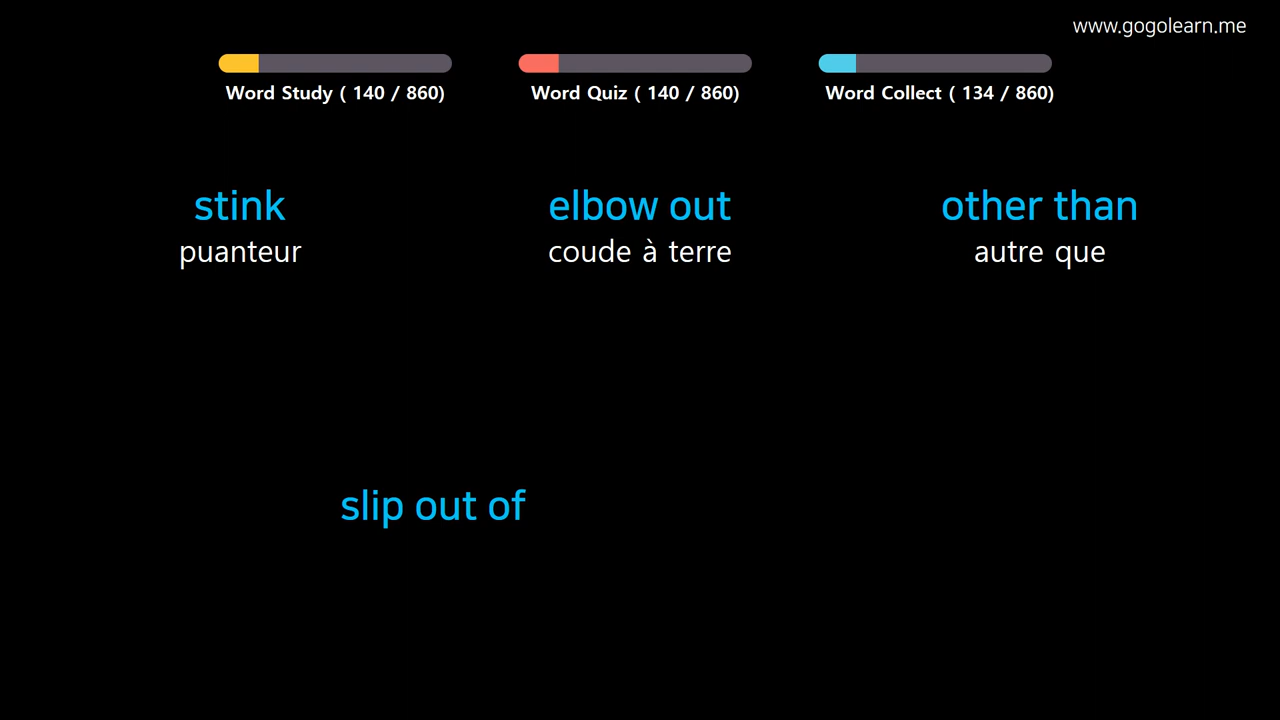 www.gogolearn.me
Word Study ( 140 / 860)
Word Quiz ( 140 / 860)
Word Collect ( 134 / 860)
stink
puanteur
elbow out
coude à terre
other than
autre que
slip out of